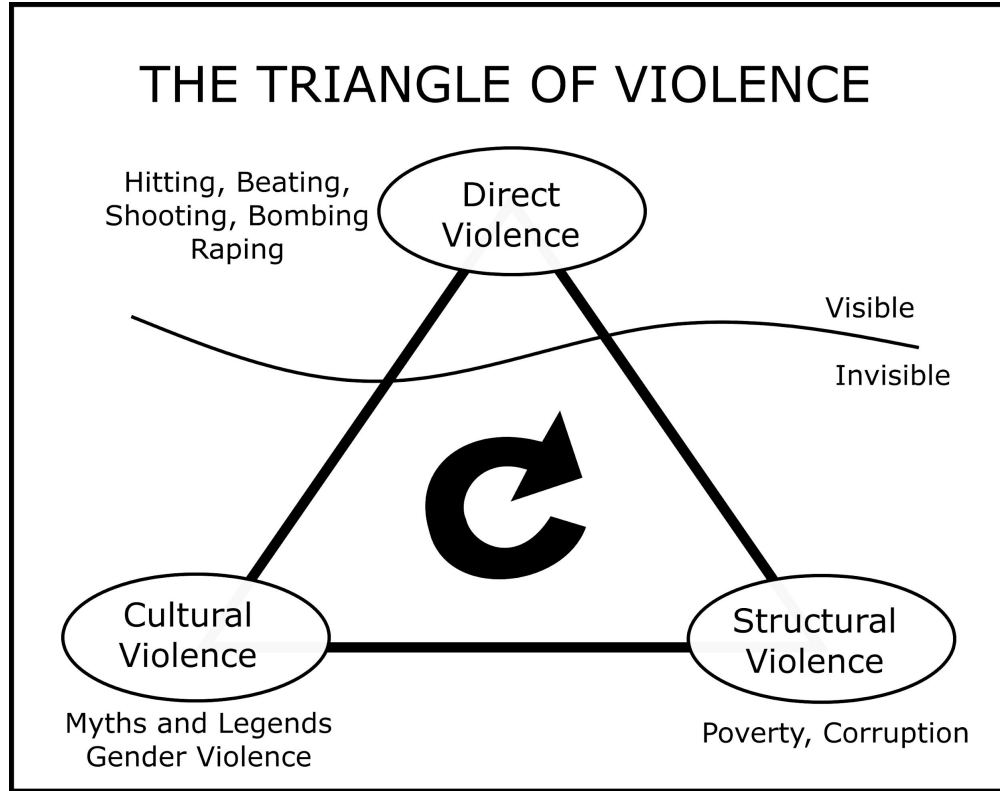 THE TRIANGLE OF VIOLENCE
Hitting, Beating,
Shooting, Bombing
Raping
Direct
Violence
Visible
Invisible
Cultural
Violence
Myths and Legends
Gender Violence
Structural
Violence
Poverty, Corruption